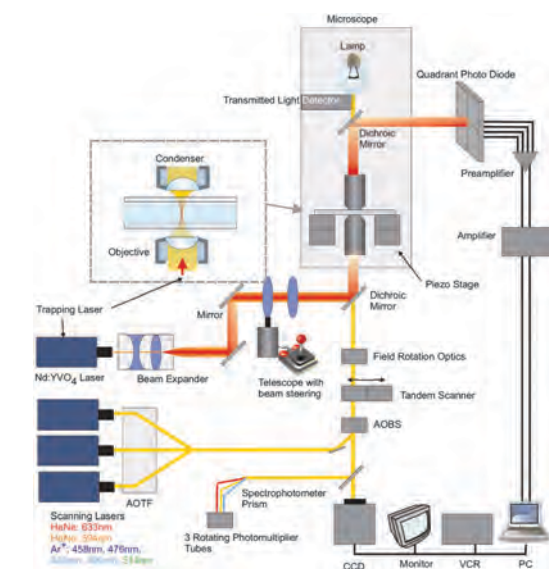 Microscope
Lamp
Quadrant Photo Diode
Transmitted Light Detector
Dichroic
Mirror
Preamplifier
Condenser
Amplifier
Objective
Piezo Stage
Trapping Laser
Mirror
Dichroic
Mirror
Field Rotation Optics
Nd:YVO4 Laser
Beam Expander
Telescope with
beam steering
Tandem Scanner
AOBS
AOTF
Spectrophotometer
Prism
Scanning Lasers
HeNe: 633nm
HeNe: 594nm
Ar+: 458nm, 476nm,
514nm
3 Rotating Photomultiplier
Tubes
CCD
Monitor
VCR
PC